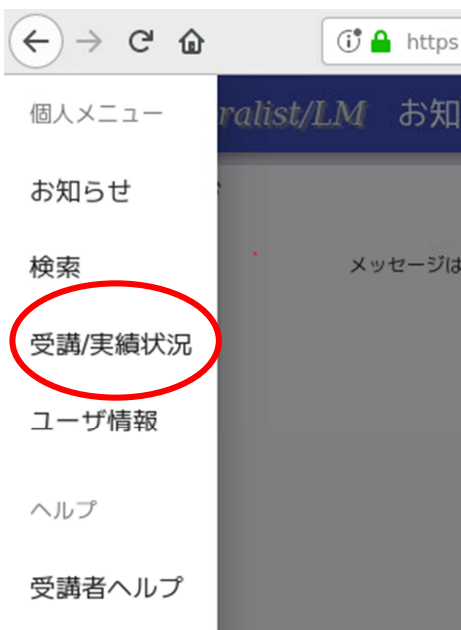 https
個人メニュー
ralist/LM お知
お知らせ
検索
メッセージは
受講/実績状況
ユーザ情報
ヘルプ
受講者ヘルプ